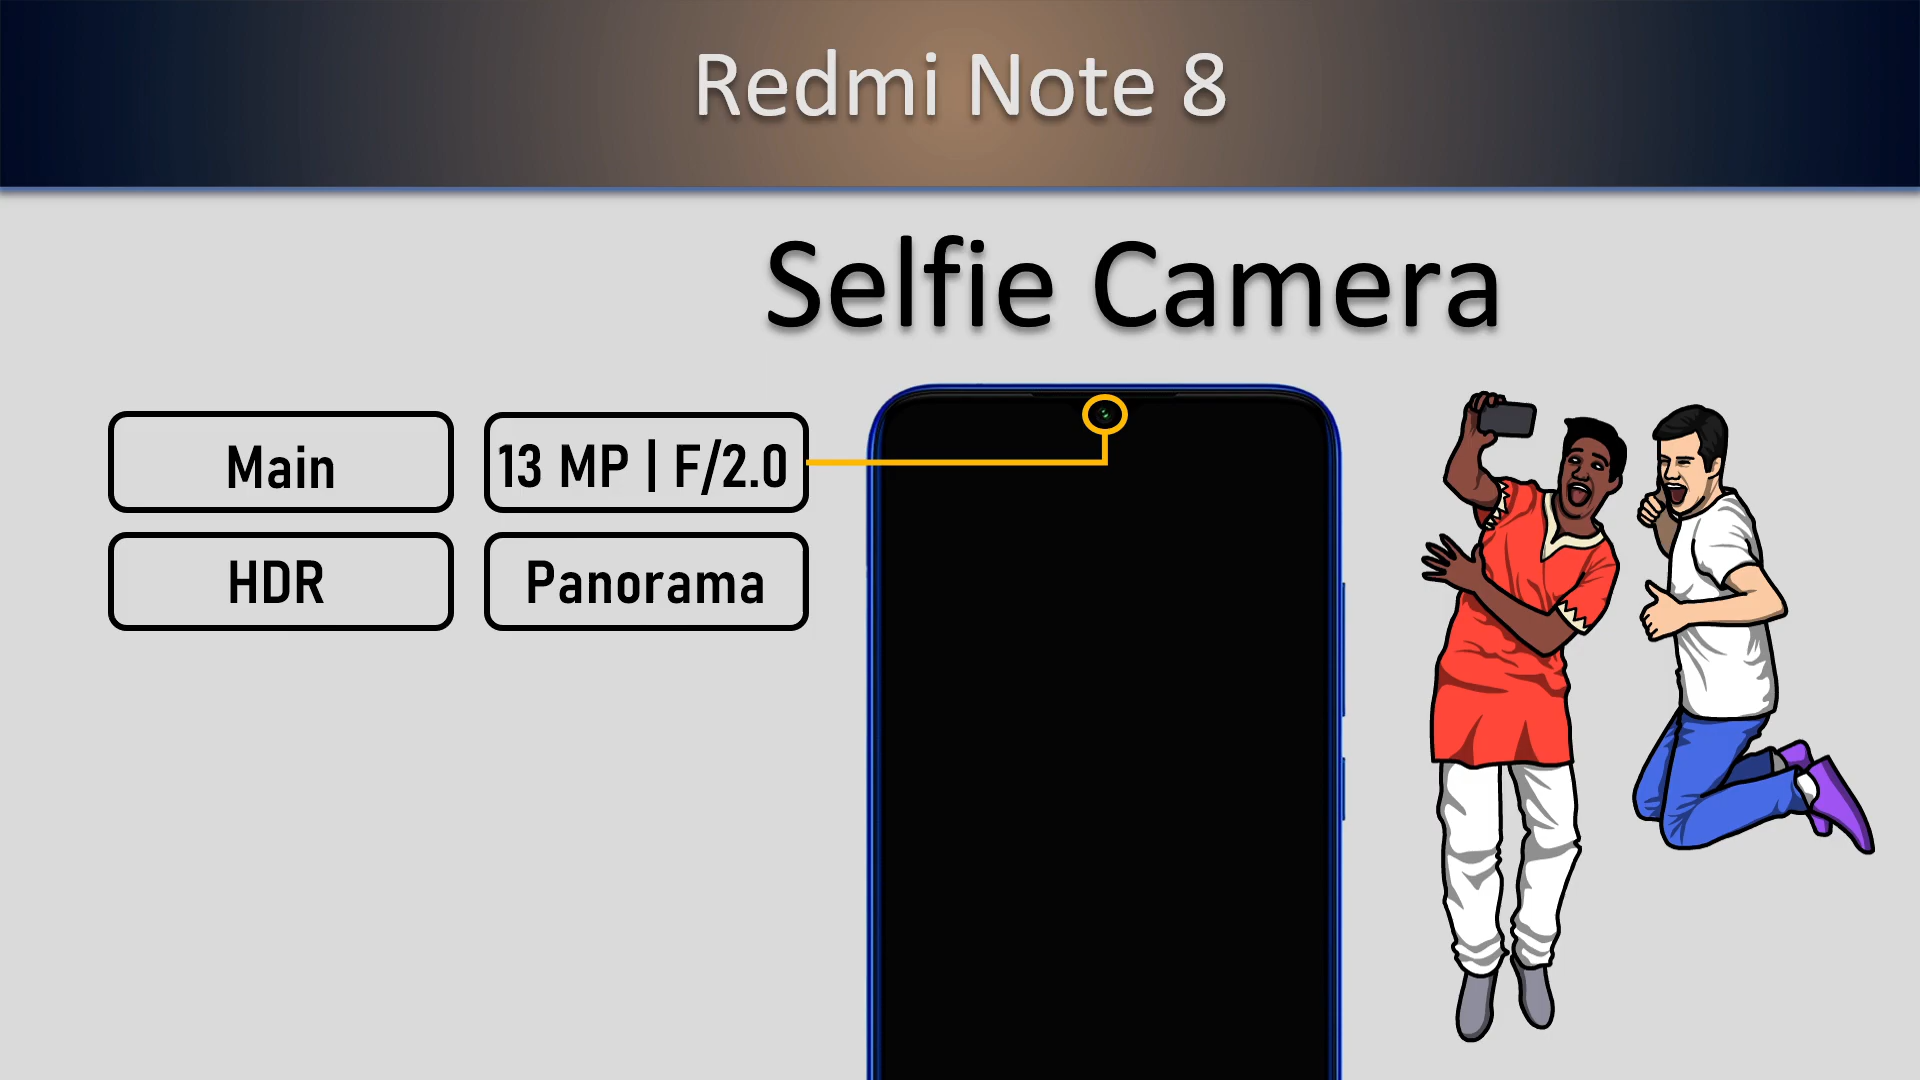 Redmi Note 8
Selfie Camera
Main
13 MP | F/2.0
HDR
Panorama